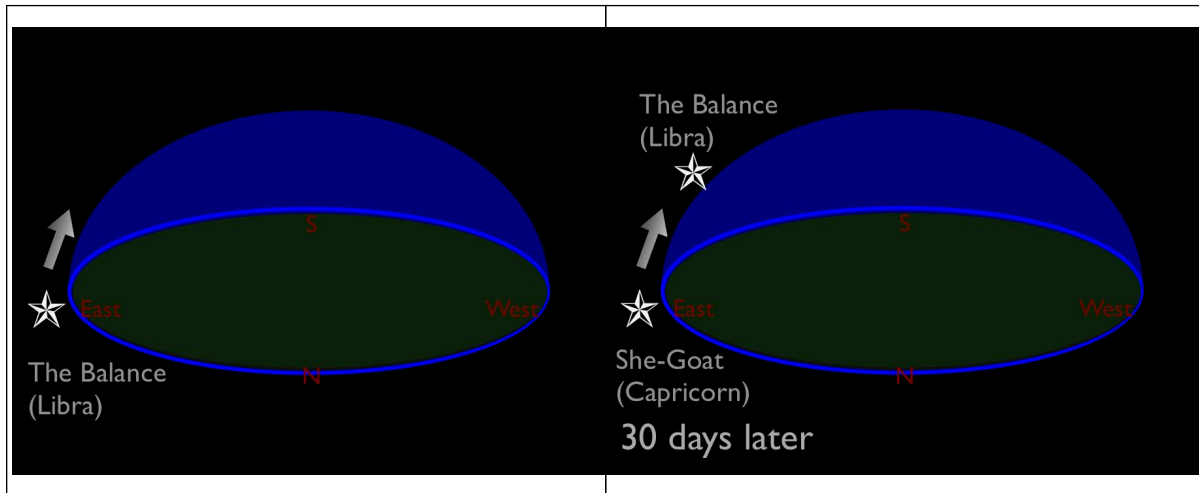 S
East
West
The Balance
(Libra)
N
The Balance
(Libra)
S
East
West
She-Goat
(Capricorn)
N
30 days later